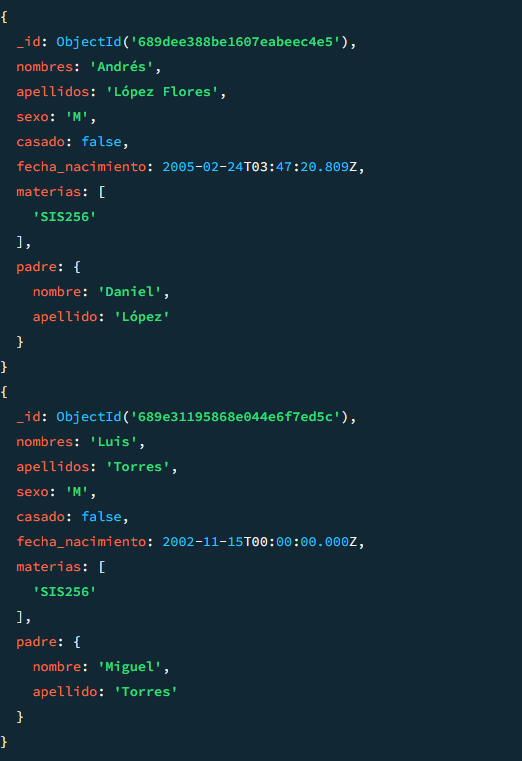 {
  _id: ObjectId('689dee388be1607eabeec4e5'),
  nombres: 'Andrés',
  apellidos: 'López Flores',
  sexo: 'M',
  casado: false,
  fecha_nacimiento: 2005-02-24T03:47:20.809Z,
  materias: [
    'SIS256'
  ],
  padre: {
    nombre: 'Daniel',
    apellido: 'López'
  }
}
{
  _id: ObjectId('689e31195868e044e6f7ed5c'),
  nombres: 'Luis',
  apellidos: 'Torres',
  sexo: 'M',
  casado: false,
  fecha_nacimiento: 2002-11-15T00:00:00.000Z,
  materias: [
    'SIS256'
  ],
  padre: {
    nombre: 'Miguel',
    apellido: 'Torres'
  }
}